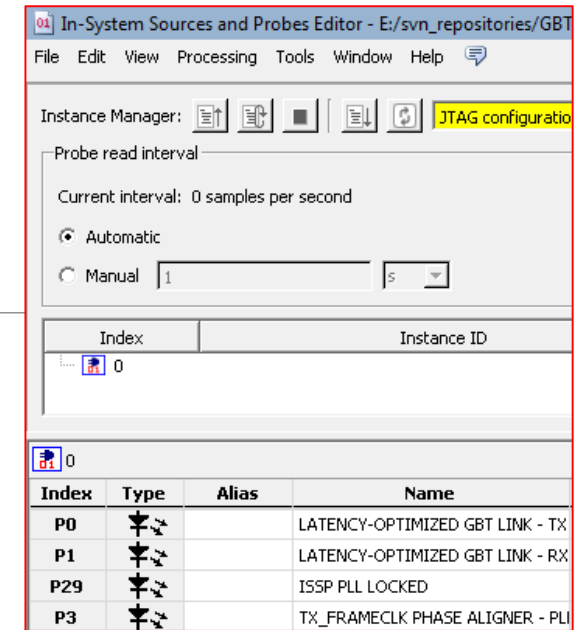 In-System Sources and Probes Editor - E:/svn_repositories/GBT
File Edit View Processing Tools Window Help
Instance Manager: JTAG configuratio
Probe read interval
Current interval: 0 samples per second
Automatic
Manual 1 s
Index Instance ID
0
0
Index Type Alias Name
P0 LATENCY-OPTIMIZED GBT LINK - TX
P1 LATENCY-OPTIMIZED GBT LINK - RX
P29 ISSP PLL LOCKED
P3 TX_FRAMECLK PHASE ALIGNER - PLL